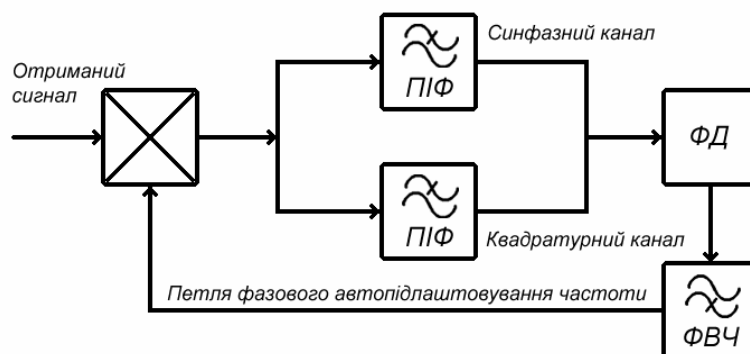 Синфазний канал
Отриманий
сигнал
ПІФ
ФД
ПІФ
Квадратурний канал
Петля фазового автопідлаштовування частоти
ФВЧ